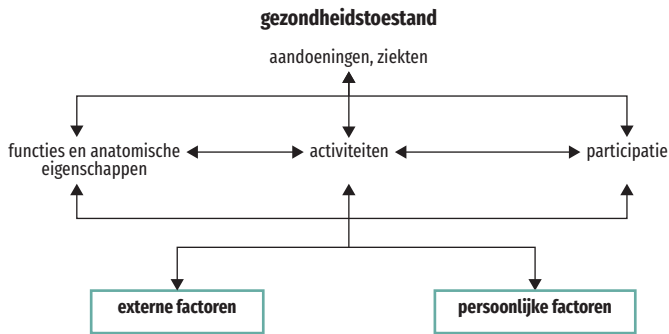 gezondheidstoestand
aandoeningen, ziekten
functies en anatomische
eigenschappen
activiteiten
participatie
externe factoren
persoonlijke factoren